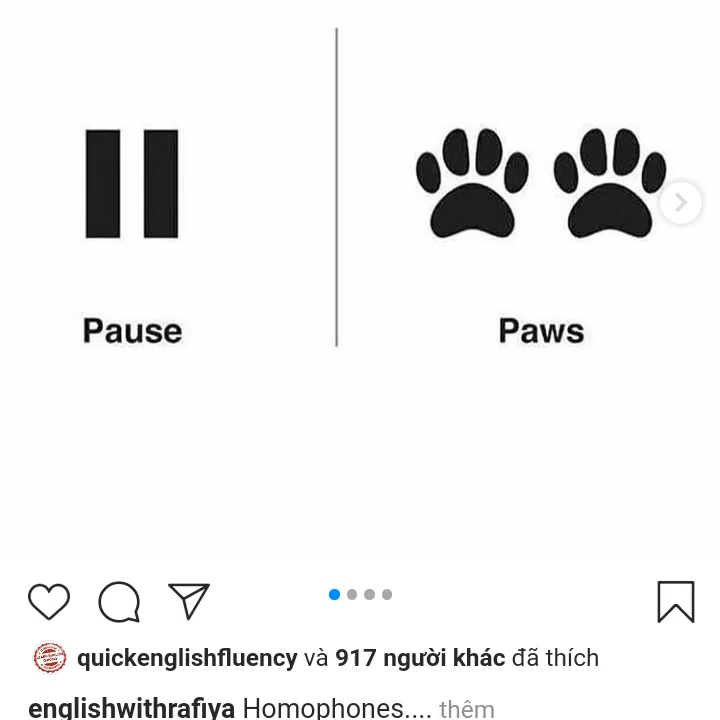 Pause
Paws
quickenglishfluency và 917 người khác đã thích
englishwithrafiya Homophones.... thêm